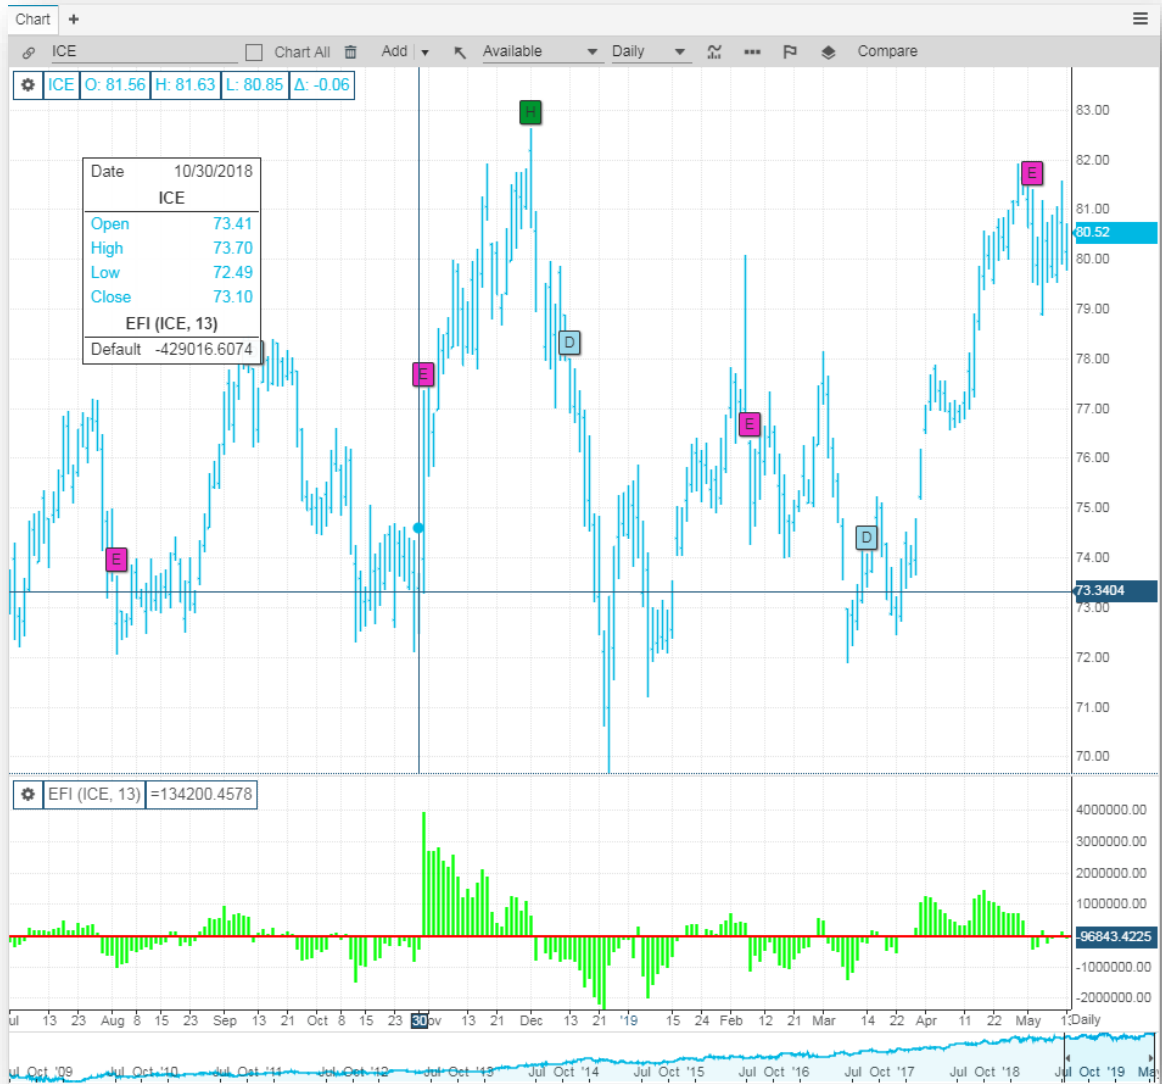 Chart +
ICE Chart All Add Available Daily Compare
ICE O: 81.56 H: 81.63 L: 80.85 Δ: -0.06
83.00
H
82.00
E
Date 10/30/2018
ICE
81.00
Open 73.41
80.52
High 73.70
80.00
Low 72.49
Close 73.10
79.00
EFI (ICE, 13)
D
Default -429016.6074
78.00
E
77.00
E
76.00
75.00
D
E
74.00
73.3404
73.00
72.00
71.00
70.00
EFI (ICE, 13) =134200.4578
4000000.00
3000000.00
2000000.00
1000000.00
-96843.4225
-1000000.00
-2000000.00
ul 13 23 Aug 8 15 23 Sep 13 21 Oct 8 15 23 30 ov 13 21 Dec 13 21 '19 15 24 Feb 12 21 Mar 14 22 Apr 11 22 May 13 Daily
ul Oct '09 Jul Oct '10 Jul Oct '11 Jul Oct '12 Jul Oct '13 Jul Oct '14 Jul Oct '15 Jul Oct '16 Jul Oct '17 Jul Oct '18 Jul Oct '19 Ma